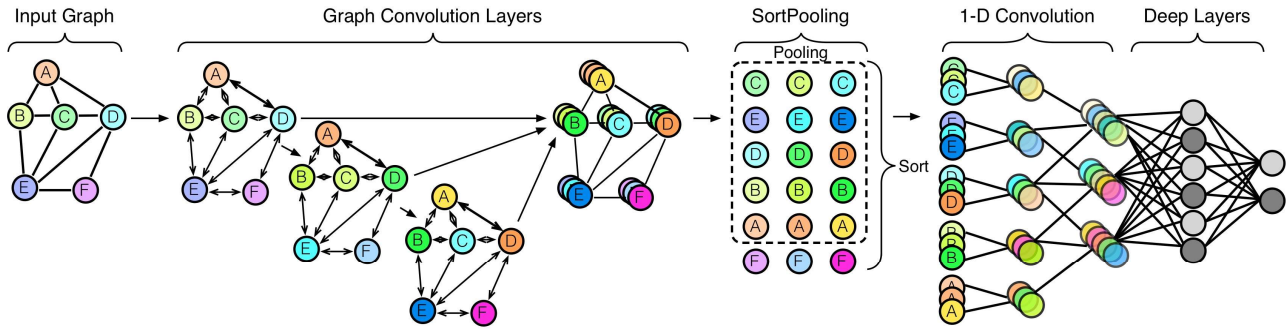 Input Graph
Graph Convolution Layers
SortPooling
1-D Convolution
Deep Layers
A
B C D
E F
A
B C D
E F
A
B C D
E F
A
B C D
E F
A
B C D
E F
Pooling
C C C
E E E
D D D
B B B
A A A
F F F
Sort
C
C
C
E
E
E
D
D
D
B
B
B
A
A
A